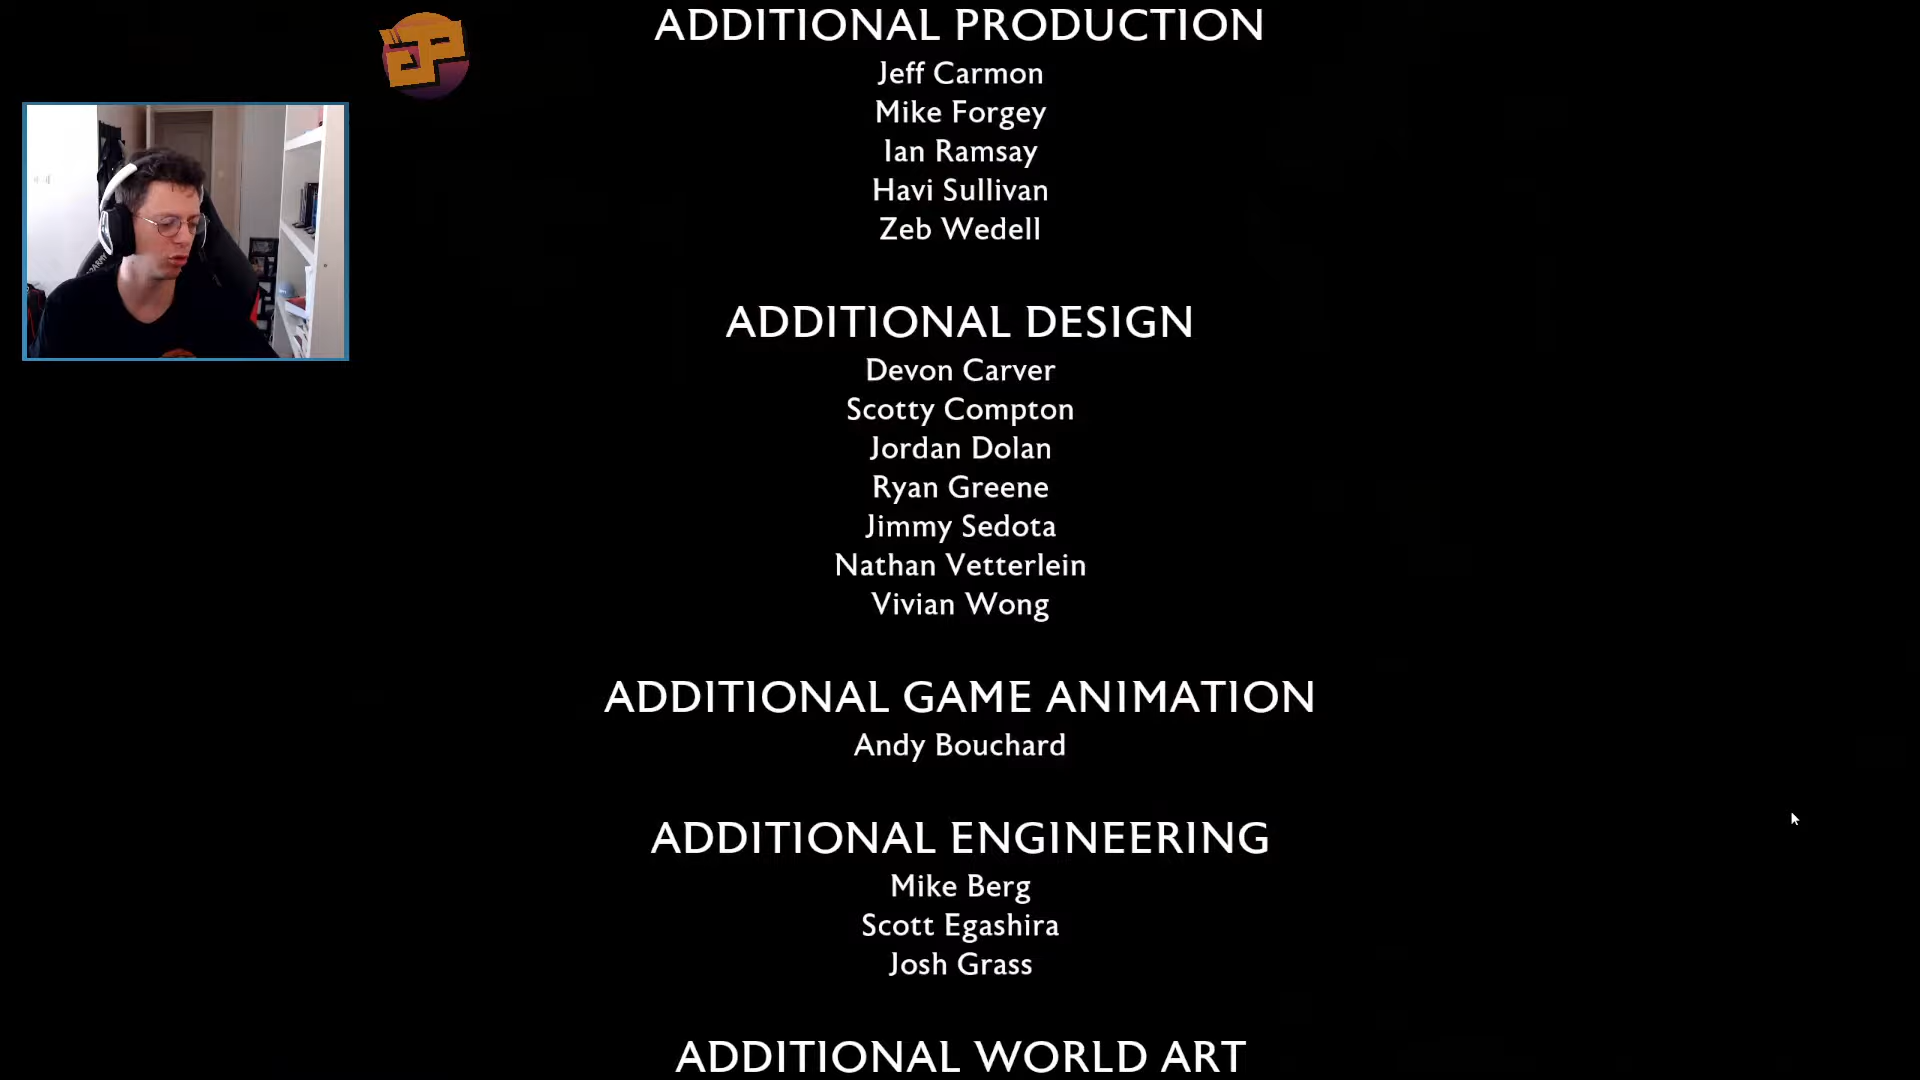 ADDITIONAL PRODUCTION
Jeff Carmon
Mike Forgey
Ian Ramsay
Havi Sullivan
Zeb Wedell
ADDITIONAL DESIGN
Devon Carver
Scotty Compton
Jordan Dolan
Ryan Greene
Jimmy Sedota
Nathan Vetterlein
Vivian Wong
ADDITIONAL GAME ANIMATION
Andy Bouchard
ADDITIONAL ENGINEERING
Mike Berg
Scott Egashira
Josh Grass
ADDITIONAL WORLD ART